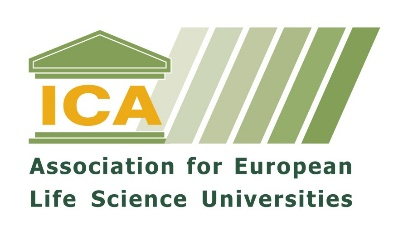 ICA
Association for European
Life Science Universities